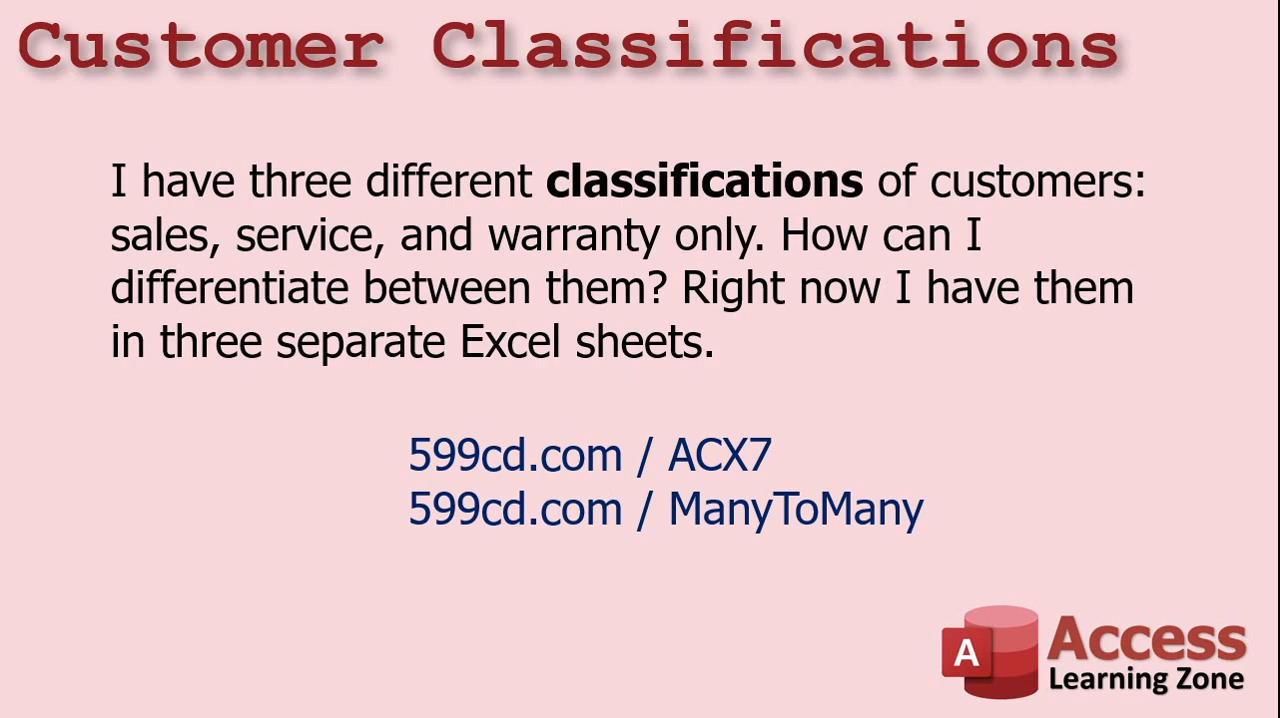 Customer Classifications
I have three different classifications of customers:
sales, service, and warranty only. How can I
differentiate between them? Right now I have them
in three separate Excel sheets.
599cd.com / ACX7
599cd.com / ManyToMany
A
Access
Learning Zone